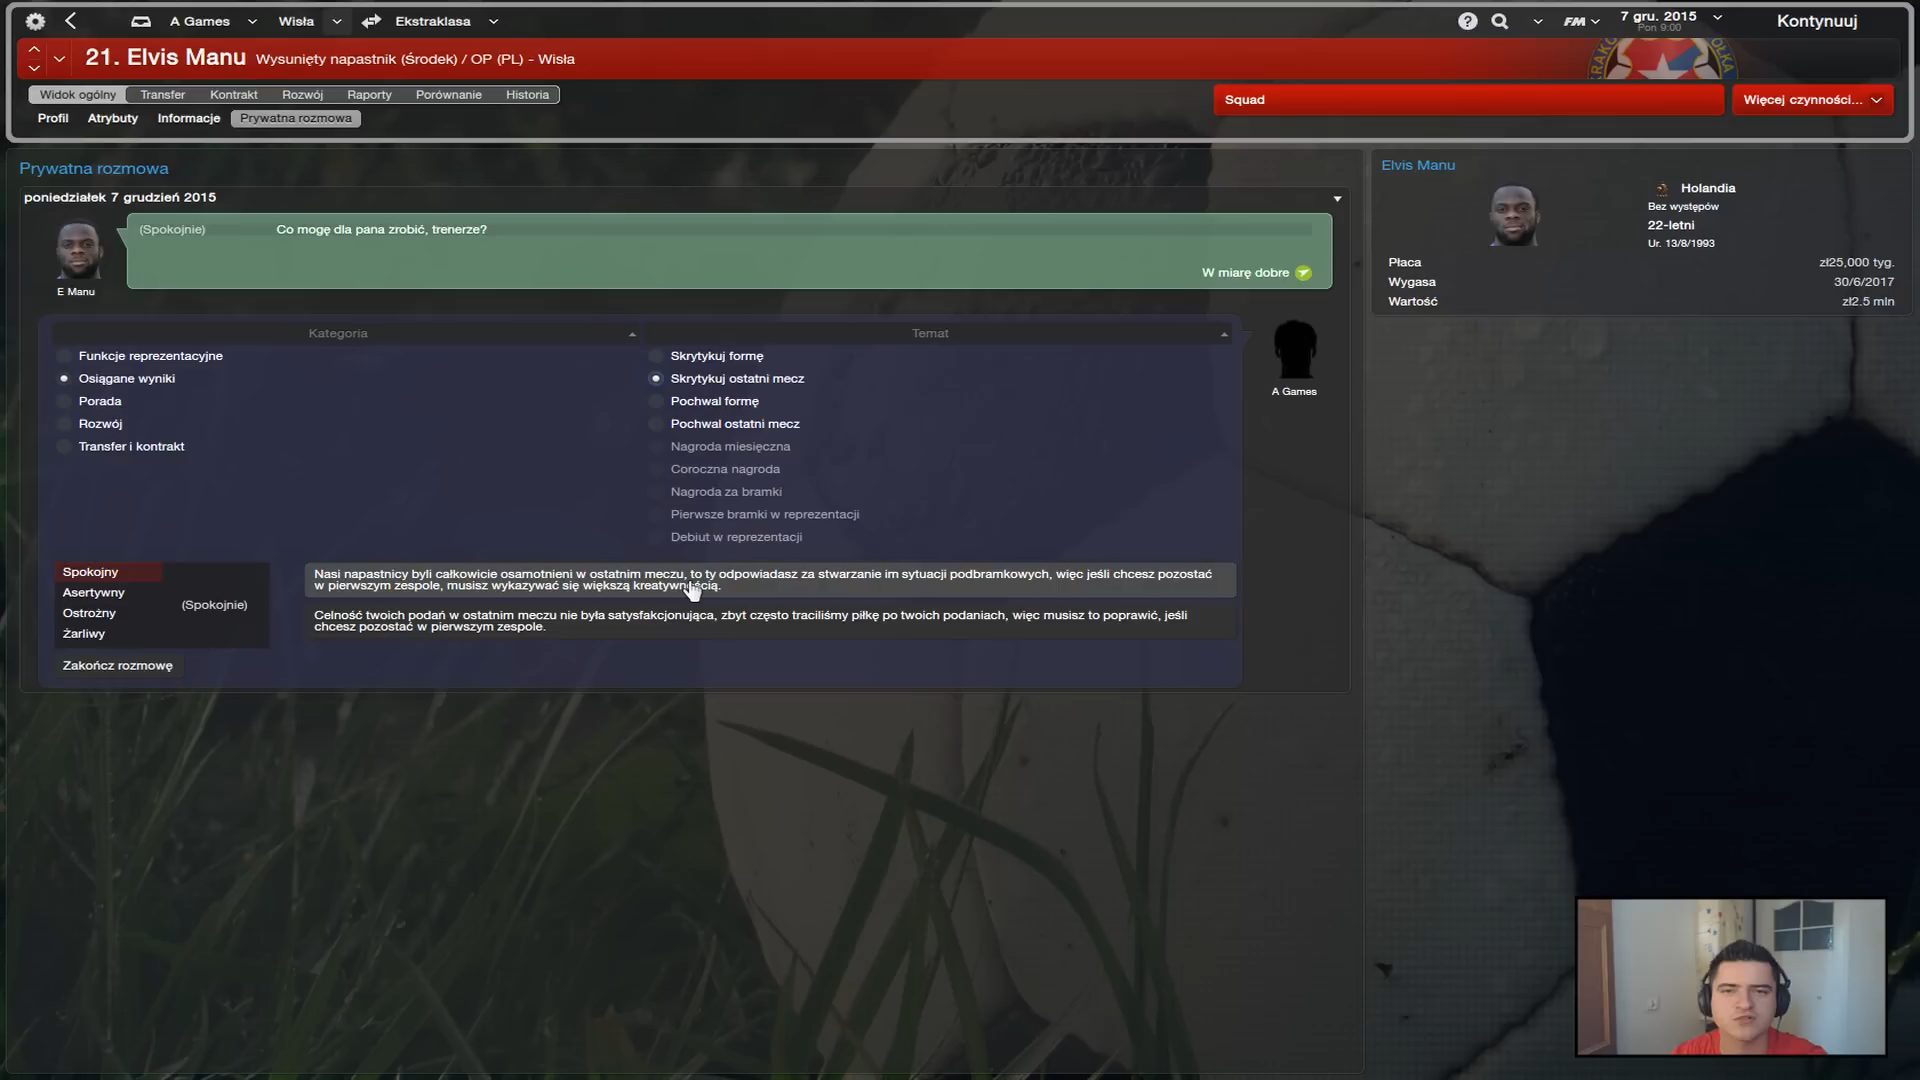 A Games
Wisła
Ekstraklasa
FM
7 gru. 2015
Pon 9:00
Kontynuuj
21. Elvis Manu Wysunięty napastnik (Środek) / OP (PL) - Wisła
Widok ogólny Transfer Kontrakt Rozwój Raporty Porównanie Historia
Squad
Więcej czynności...
Profil Atrybuty Informacje Prywatna rozmowa
Prywatna rozmowa
poniedziałek 7 grudzień 2015
(Spokojnie) Co mogę dla pana zrobić, trenerze?
W miarę dobre
E Manu
Kategoria Temat
Funkcje reprezentacyjne
Osiągane wyniki
Porada
Rozwój
Transfer i kontrakt
Skrytykuj formę
Skrytykuj ostatni mecz
Pochwal formę
Pochwal ostatni mecz
Nagroda miesięczna
Coroczna nagroda
Nagroda za bramki
Pierwsze bramki w reprezentacji
Debiut w reprezentacji
A Games
Spokojny
Asertywny
Ostrożny
Żarliwy
(Spokojnie)
Nasi napastnicy byli całkowicie osamotnieni w ostatnim meczu, to ty odpowiadasz za stwarzanie im sytuacji podbramkowych, więc jeśli chcesz pozostać
w pierwszym zespole, musisz wykazywać się większą kreatywnością.
Celność twoich podań w ostatnim meczu nie była satysfakcjonująca, zbyt często traciliśmy piłkę po twoich podaniach, więc musisz to poprawić, jeśli
chcesz pozostać w pierwszym zespole.
Zakończ rozmowę
Elvis Manu
Holandia
Bez występów
22-letni
Ur. 13/8/1993
Płaca zł25,000 tyg.
Wygasa 30/6/2017
Wartość zł2.5 mln